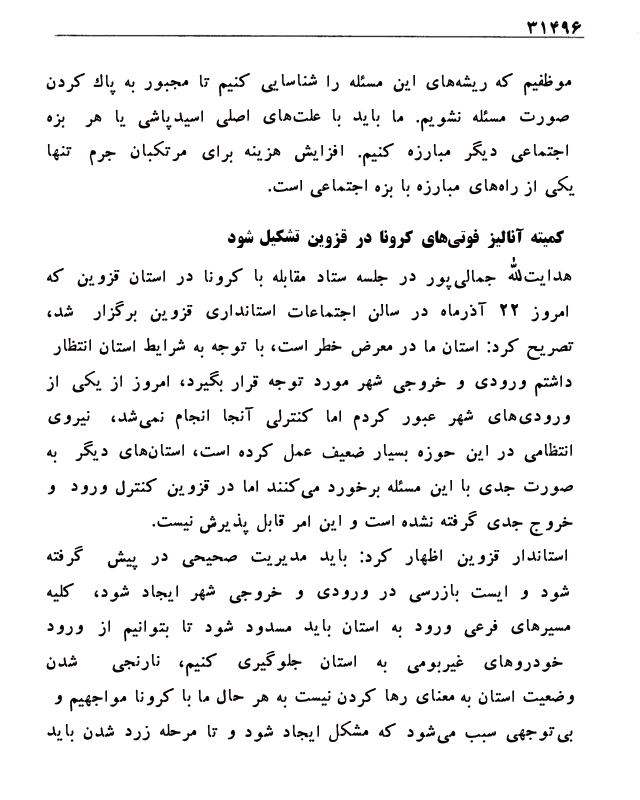 ۳۱۴۹۶
موظفیم که ریشه‌های این مسئله را شناسایی کنیم تا مجبور به پاك کردن
صورت مسئله نشویم. ما باید با علت‌های اصلی اسیدپاشی یا هر بزه
اجتماعی دیگر مبارزه کنیم. افزایش هزینه برای مرتکبان جرم تنها
یکی از راه‌های مبارزه با بزه اجتماعی است.
کمیته آنالیز فوتی‌های کرونا در قزوین تشکیل شود
هدایت‌الله جمالی‌پور در جلسه ستاد مقابله با کرونا در استان قزوین که
امروز ۲۲ آذرماه در سالن اجتماعات استانداری قزوین برگزار شد،
تصریح کرد: استان ما در معرض خطر است، با توجه به شرایط استان انتظار
داشتم ورودی و خروجی شهر مورد توجه قرار بگیرد، امروز از یکی از
ورودی‌های شهر عبور کردم اما کنترلی آنجا انجام نمی‌شد، نیروی
انتظامی در این حوزه بسیار ضعیف عمل کرده است، استان‌های دیگر به
صورت جدی با این مسئله برخورد می‌کنند اما در قزوین کنترل ورود و
خروج جدی گرفته نشده است و این امر قابل پذیرش نیست.
استاندار قزوین اظهار کرد: باید مدیریت صحیحی در پیش گرفته
شود و ایست بازرسی در ورودی و خروجی شهر ایجاد شود، کلیه
مسیرهای فرعی ورود به استان باید مسدود شود تا بتوانیم از ورود
خودروهای غیربومی به استان جلوگیری کنیم، نارنجی شدن
وضعیت استان به معنای رها کردن نیست به هر حال ما با کرونا مواجهیم و
بی‌توجهی سبب می‌شود که مشکل ایجاد شود و تا مرحله زرد شدن باید